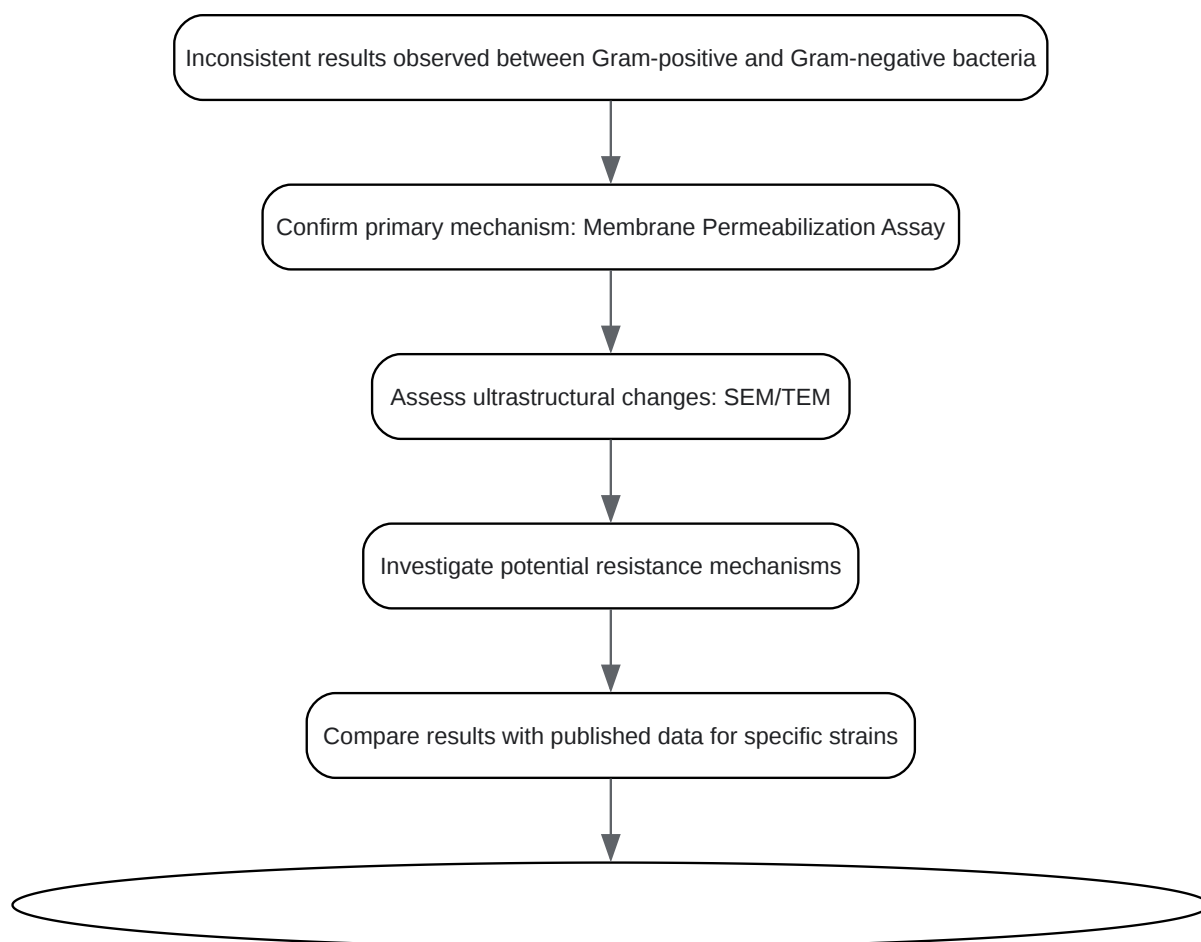 Inconsistent results observed between Gram-positive and Gram-negative bacteria
Confirm primary mechanism: Membrane Permeabilization Assay
Assess ultrastructural changes: SEM/TEM
Investigate potential resistance mechanisms
Compare results with published data for specific strains